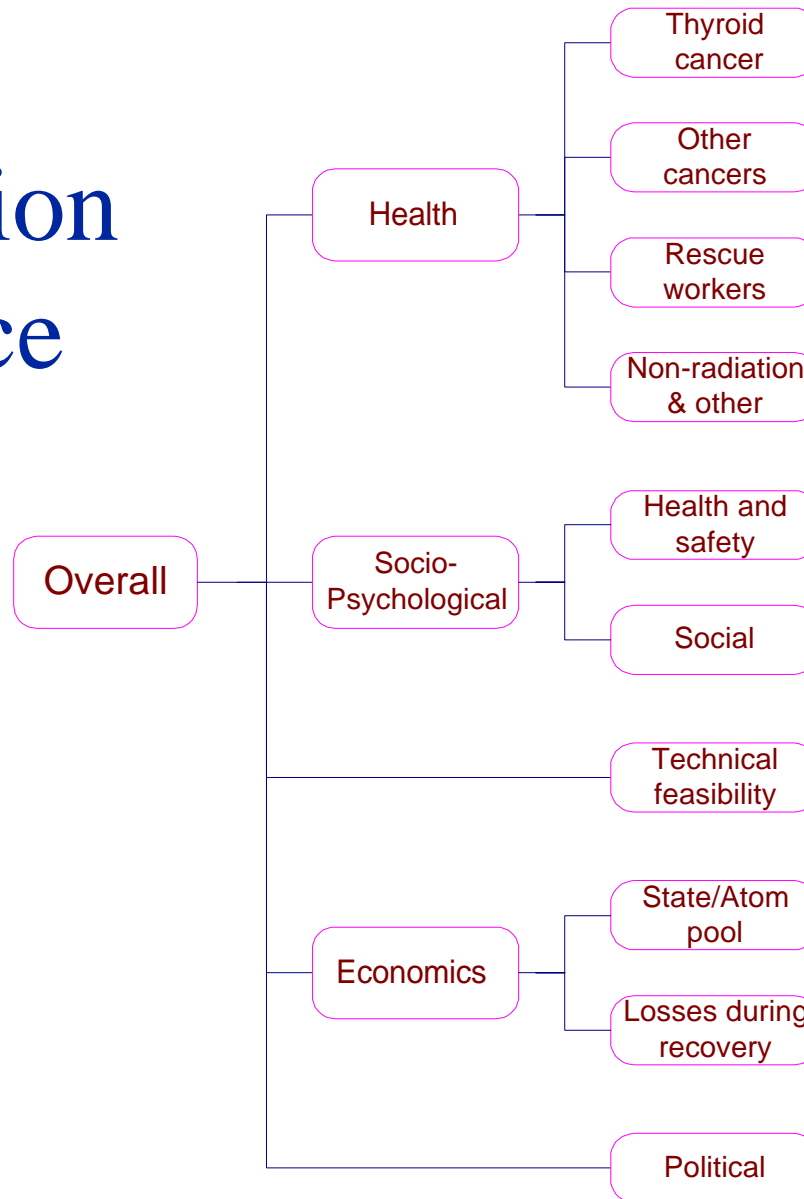 ion
ce
Overall
Health
Thyroid
cancer
Other
cancers
Rescue
workers
Non-radiation
& other
Socio-
Psychological
Health and
safety
Social
Technical
feasibility
Economics
State/Atom
pool
Losses during
recovery
Political